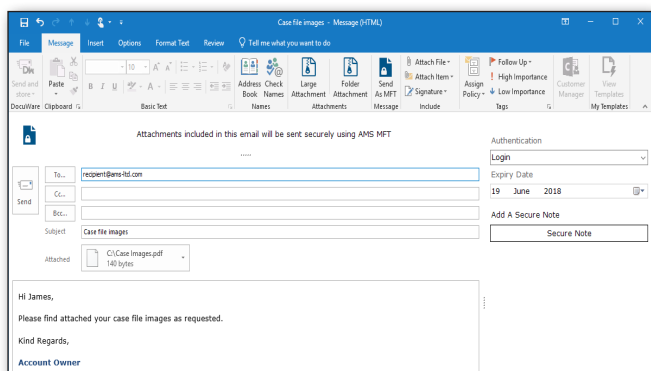 Case file images - Message (HTML)
File Message Insert Options Format Text Review Tell me what you want to do
DocuWare Send and store
Paste
10
B I U A
Address Book
Check Names
Large Attachment
Folder Attachment
Send As MFT
Attach File
Attach Item
Signature
Assign Policy
Follow Up
High Importance
Low Importance
Customer Manager
View Templates
DocuWare Clipboard Basic Text Names Attachments Message Include Tags My Templates
Attachments included in this email will be sent securely using AMS MFT
.....
Send
To... recipient@ams-ltd.com
Cc...
Bcc...
Subject Case file images
Attached C:\Case Images.pdf
140 bytes
Hi James,
Please find attached your case file images as requested.
Kind Regards,
Account Owner
Authentication
Login
Expiry Date
19 June 2018
Add A Secure Note
Secure Note